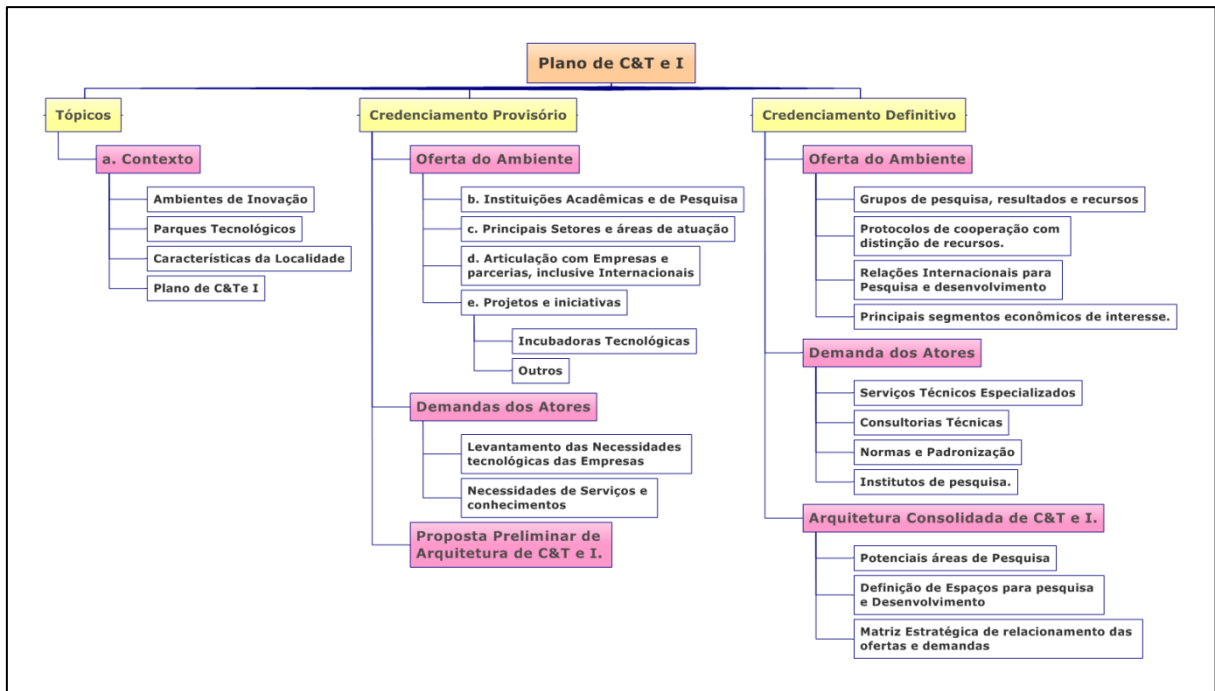 Plano de C&T e I
Tópicos
a. Contexto
Ambientes de Inovação
Parques Tecnológicos
Características da Localidade
Plano de C&Te I
Credenciamento Provisório
Oferta do Ambiente
b. Instituições Acadêmicas e de Pesquisa
c. Principais Setores e áreas de atuação
d. Articulação com Empresas e
parcerias, inclusive Internacionais
e. Projetos e iniciativas
Incubadoras Tecnológicas
Outros
Demandas dos Atores
Levantamento das Necessidades
tecnológicas das Empresas
Necessidades de Serviços e
conhecimentos
Proposta Preliminar de
Arquitetura de C&T e I.
Credenciamento Definitivo
Oferta do Ambiente
Grupos de pesquisa, resultados e recursos
Protocolos de cooperação com
distinção de recursos.
Relações Internacionais para
Pesquisa e desenvolvimento
Principais segmentos econômicos de interesse.
Demanda dos Atores
Serviços Técnicos Especializados
Consultorias Técnicas
Normas e Padronização
Institutos de pesquisa.
Arquitetura Consolidada de C&T e I.
Potenciais áreas de Pesquisa
Definição de Espaços para pesquisa
e Desenvolvimento
Matriz Estratégica de relacionamento das
ofertas e demandas